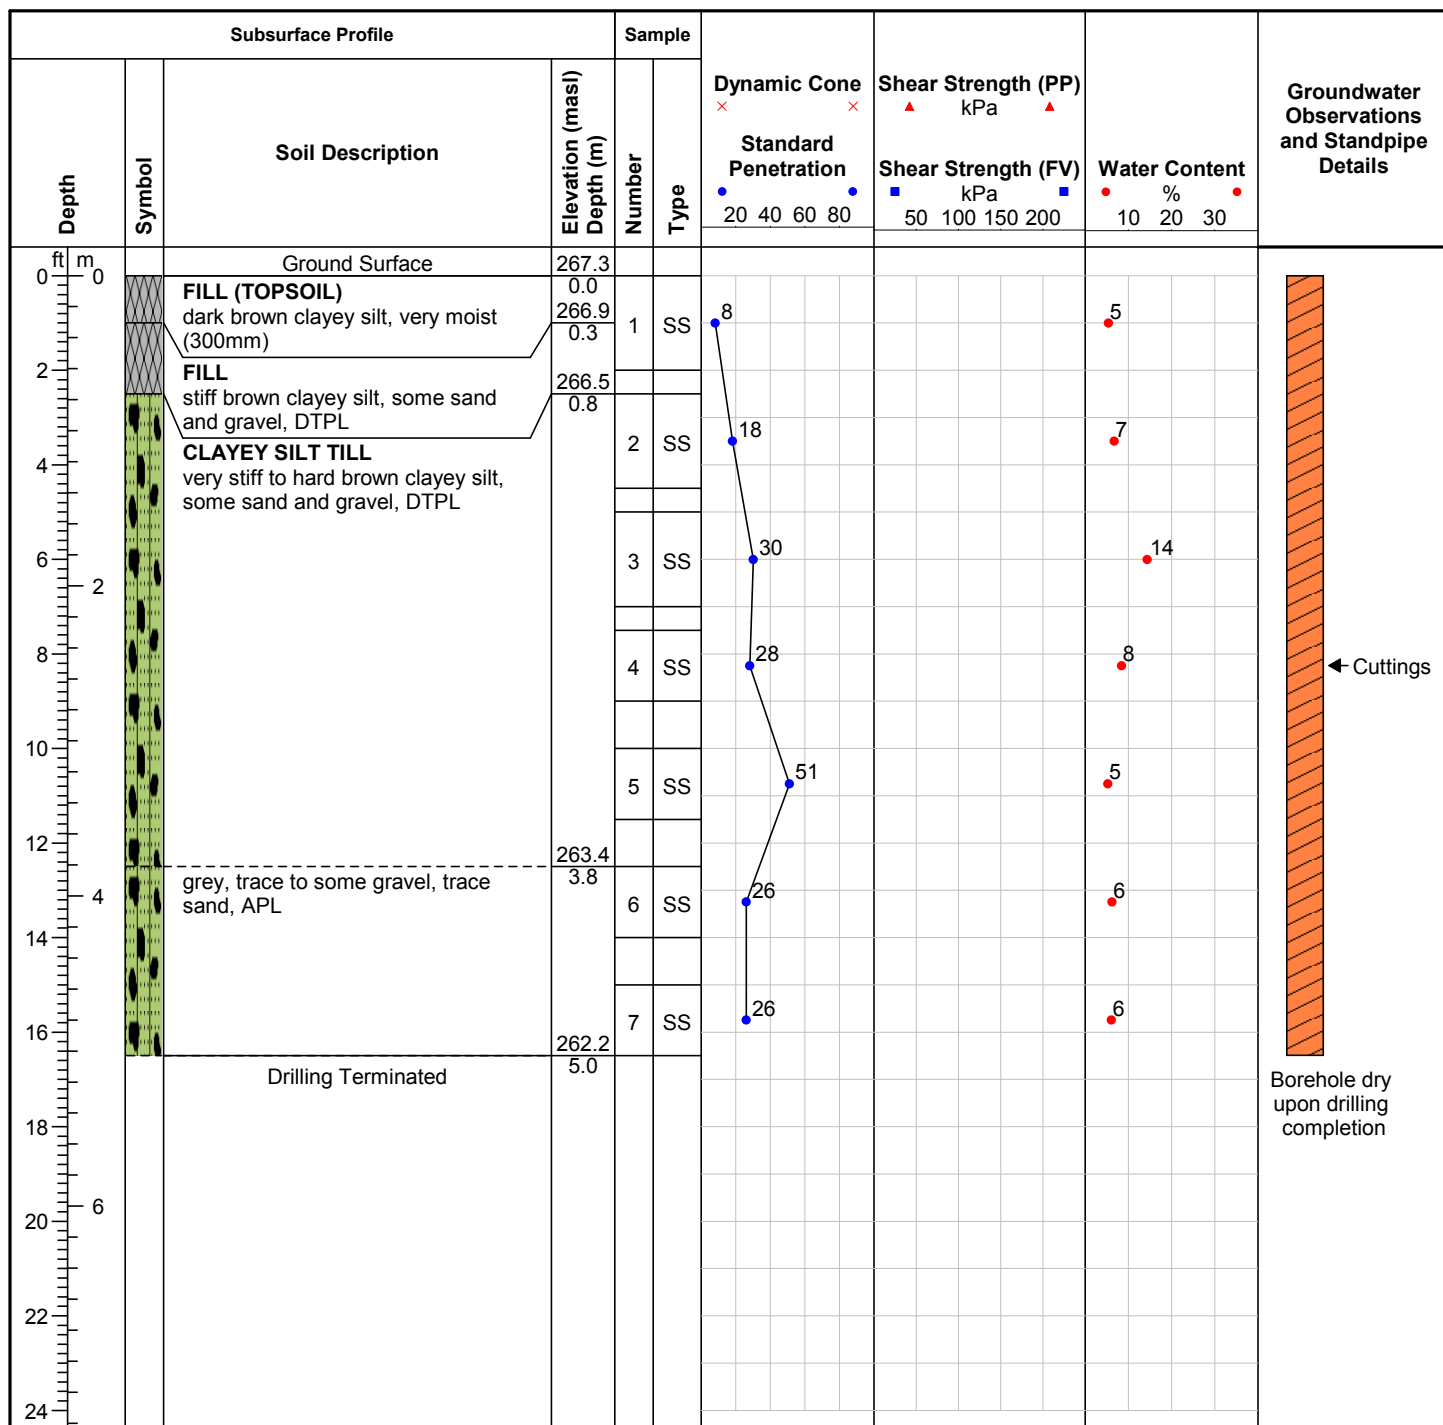 Subsurface Profile
Sample
Depth
Symbol
Soil Description
Elevation (masl)
Depth (m)
Number
Type
Dynamic Cone
Standard
Penetration
20 40 60 80
Shear Strength (PP)
kPa
Shear Strength (FV)
kPa
50 100 150 200
Water Content
%
10 20 30
Groundwater
Observations
and Standpipe
Details
ft m
Ground Surface
267.3
0 0
0.0
FILL (TOPSOIL)
dark brown clayey silt, very moist
(300mm)
266.9
0.3
1 SS
8
5
2
FILL
stiff brown clayey silt, some sand
and gravel, DTPL
266.5
0.8
2 SS
18
7
CLAYEY SILT TILL
very stiff to hard brown clayey silt,
some sand and gravel, DTPL
4
3 SS
30
14
6
2
8
4 SS
28
8
Cuttings
10
5 SS
51
5
12
263.4
3.8
grey, trace to some gravel, trace
sand, APL
4
6 SS
26
6
14
7 SS
26
6
16
262.2
5.0
Drilling Terminated
Borehole dry
upon drilling
completion
18
6
20
22
24